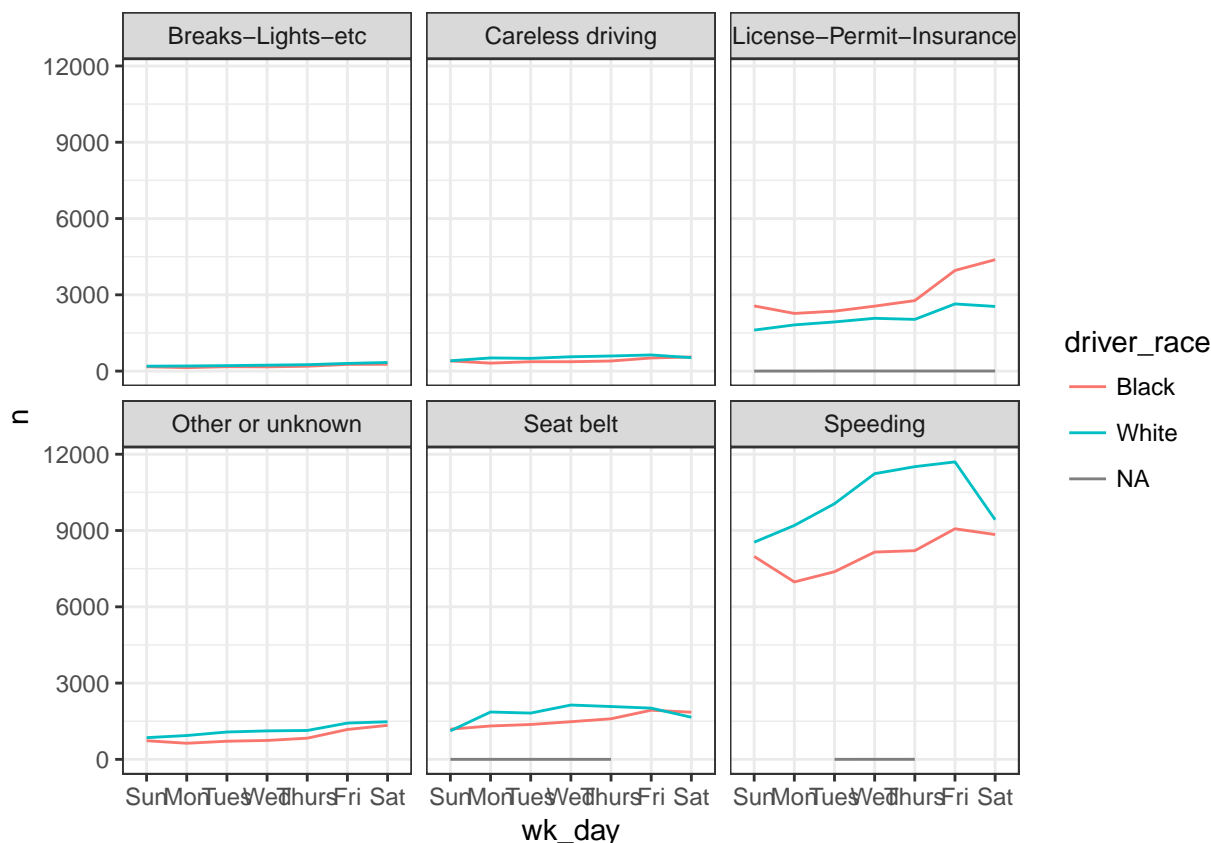 Breaks−Lights−etc
Careless driving
License−Permit−Insurance
12000
9000
6000
3000
0
Other or unknown
Seat belt
Speeding
12000
9000
6000
3000
0
Sun Mon Tues Wed Thurs Fri Sat
Sun Mon Tues Wed Thurs Fri Sat
Sun Mon Tues Wed Thurs Fri Sat
wk_day
n
driver_race
Black
White
NA